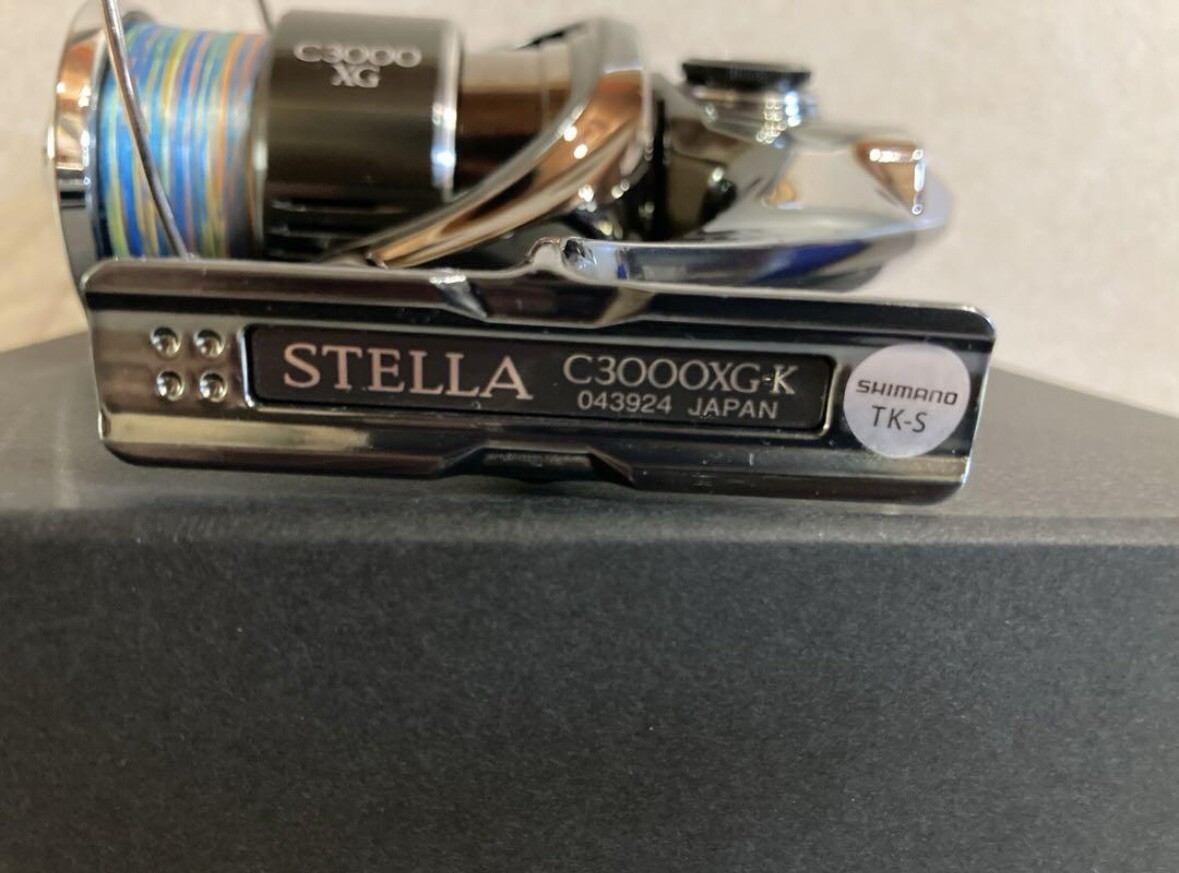 C3000
XG
STELLA C3000XG-K
043924 JAPAN
SHIMANO
TK-S